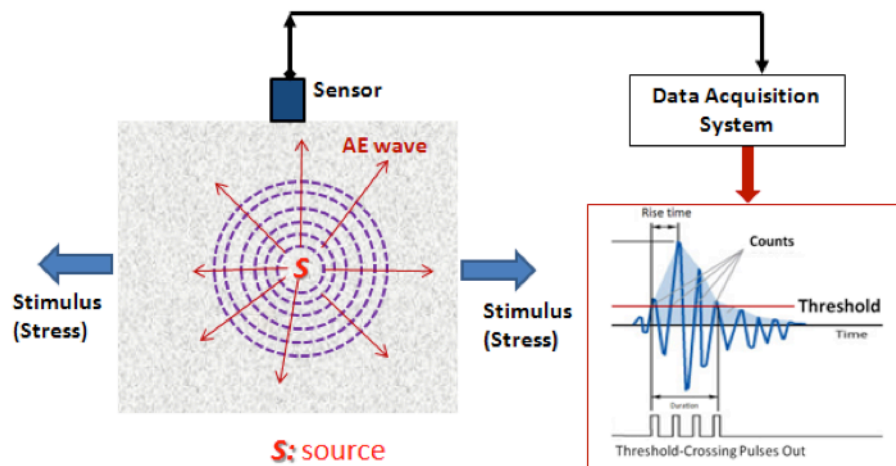 Sensor
Data Acquisition
System
AE wave
S
Stimulus
(Stress)
Stimulus
(Stress)
S: source
Rise time
Counts
Threshold
Time
Duration
Threshold-Crossing Pulses Out